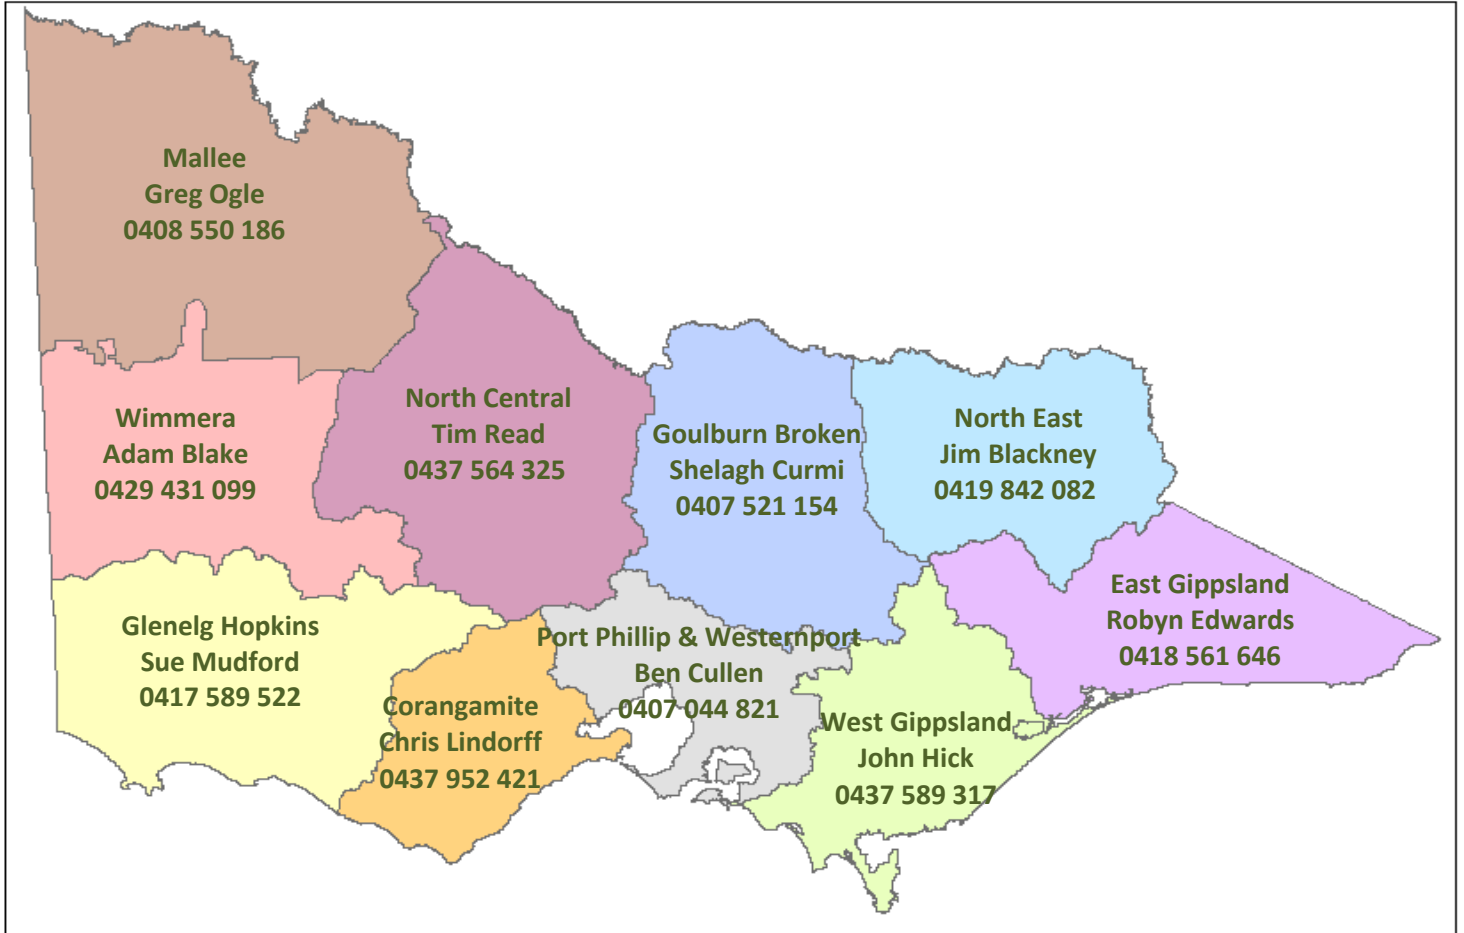 Mallee
Greg Ogle
0408 550 186
Wimmera
Adam Blake
0429 431 099
North Central
Tim Read
0437 564 325
Goulburn Broken
Shelagh Curmi
0407 521 154
North East
Jim Blackney
0419 842 082
East Gippsland
Robyn Edwards
0418 561 646
Glenelg Hopkins
Sue Mudford
0417 589 522
Port Phillip & Westernport
Ben Cullen
0407 044 821
Corangamite
Chris Lindorff
0437 952 421
West Gippsland
John Hick
0437 589 317